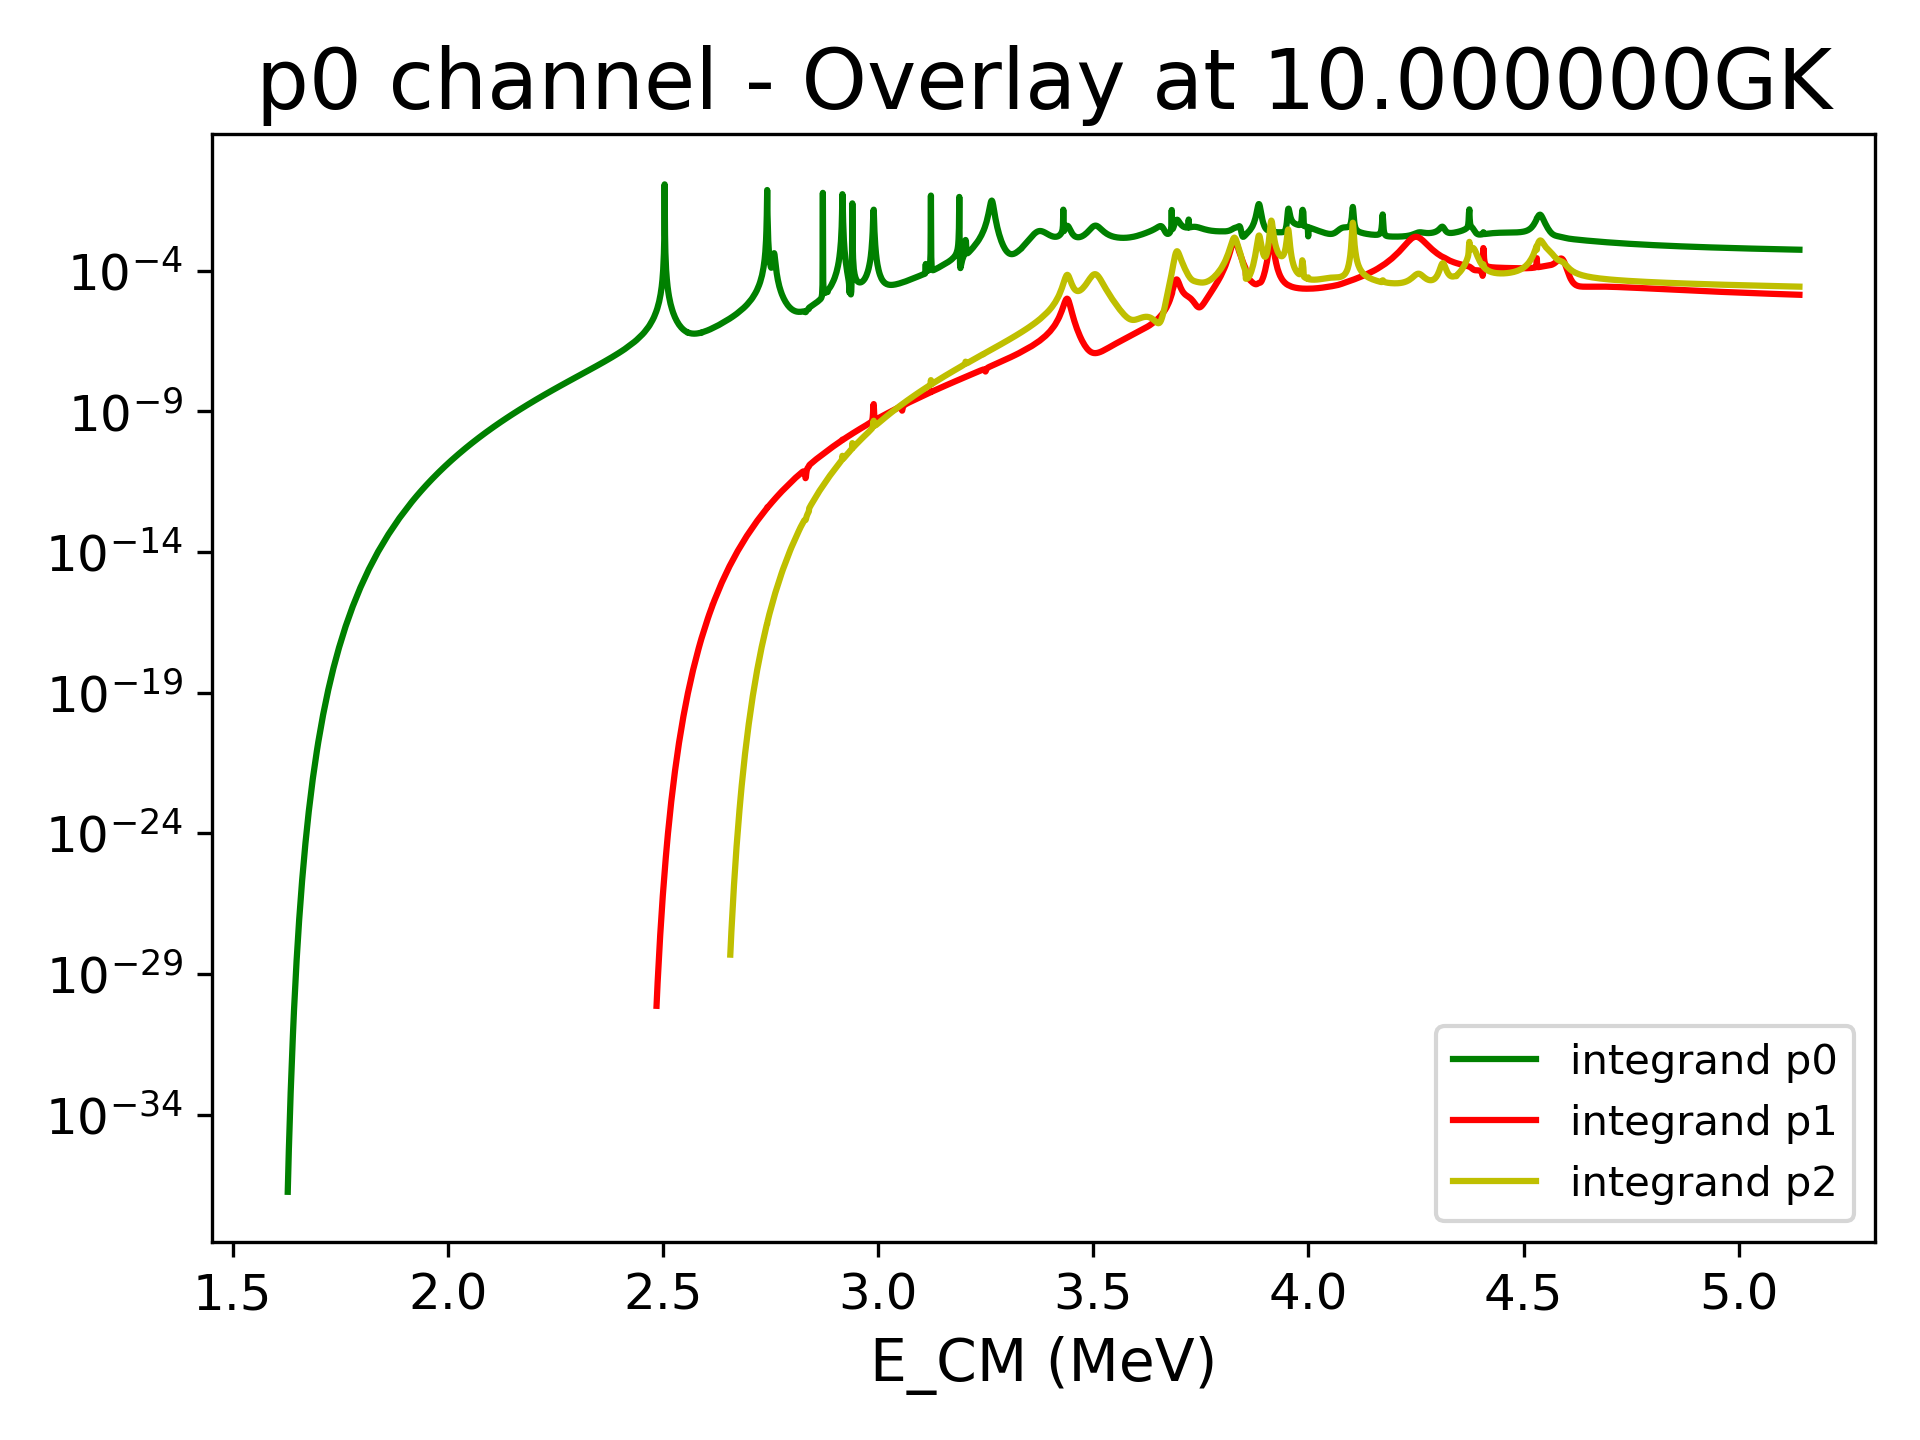 p0 channel - Overlay at 10.000000GK
10⁻⁴
10⁻⁹
10⁻¹⁴
10⁻¹⁹
10⁻²⁴
10⁻²⁹
10⁻³⁴
integrand p0
integrand p1
integrand p2
1.5 2.0 2.5 3.0 3.5 4.0 4.5 5.0
E_CM (MeV)